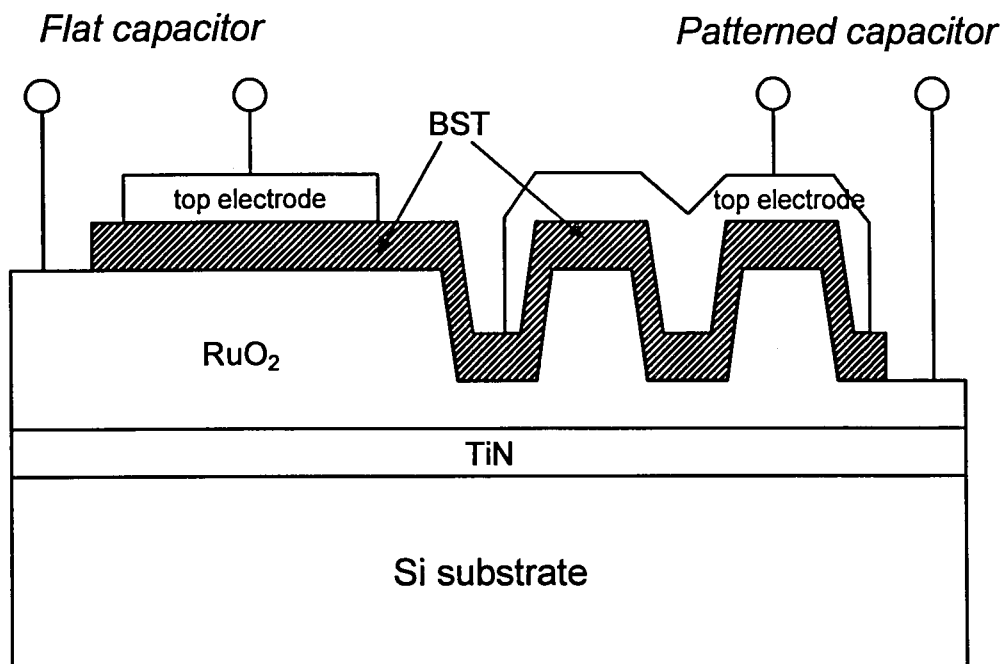 Flat capacitor
Patterned capacitor
BST
top electrode
top electrode
RuO₂
TiN
Si substrate